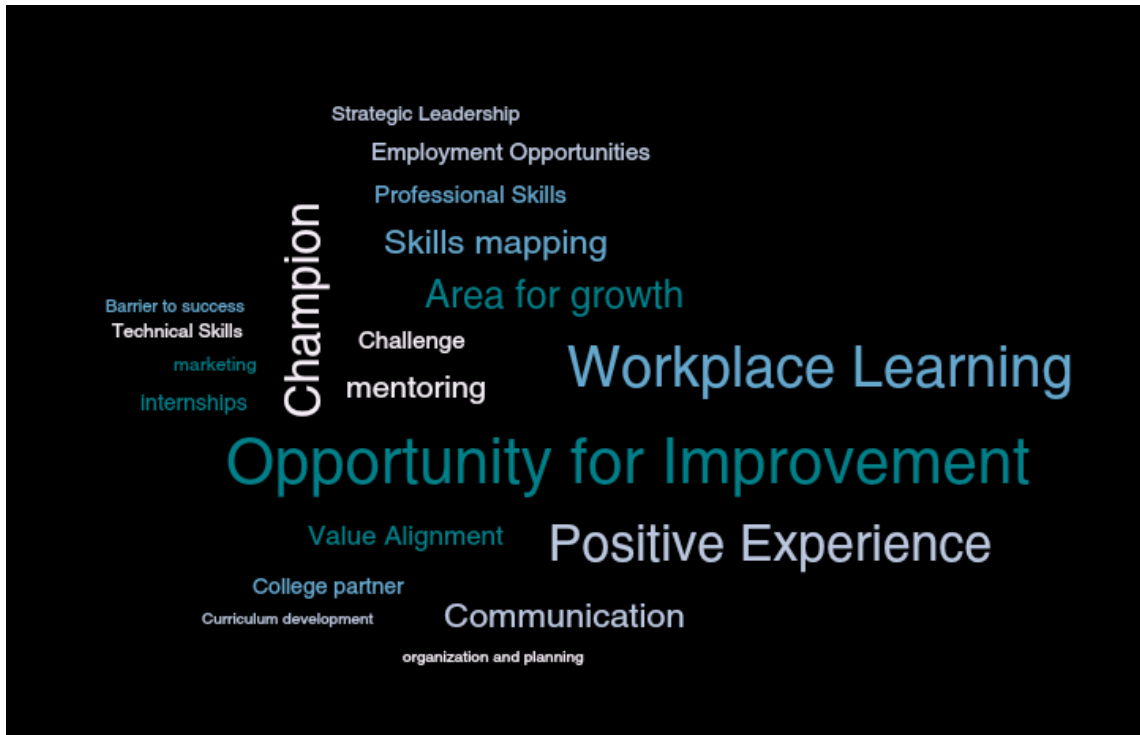 Strategic Leadership
Employment Opportunities
Professional Skills
Skills mapping
Champion
Area for growth
Barrier to success
Technical Skills
Challenge
marketing
Workplace Learning
mentoring
internships
Opportunity for Improvement
Value Alignment
Positive Experience
College partner
Communication
Curriculum development
organization and planning